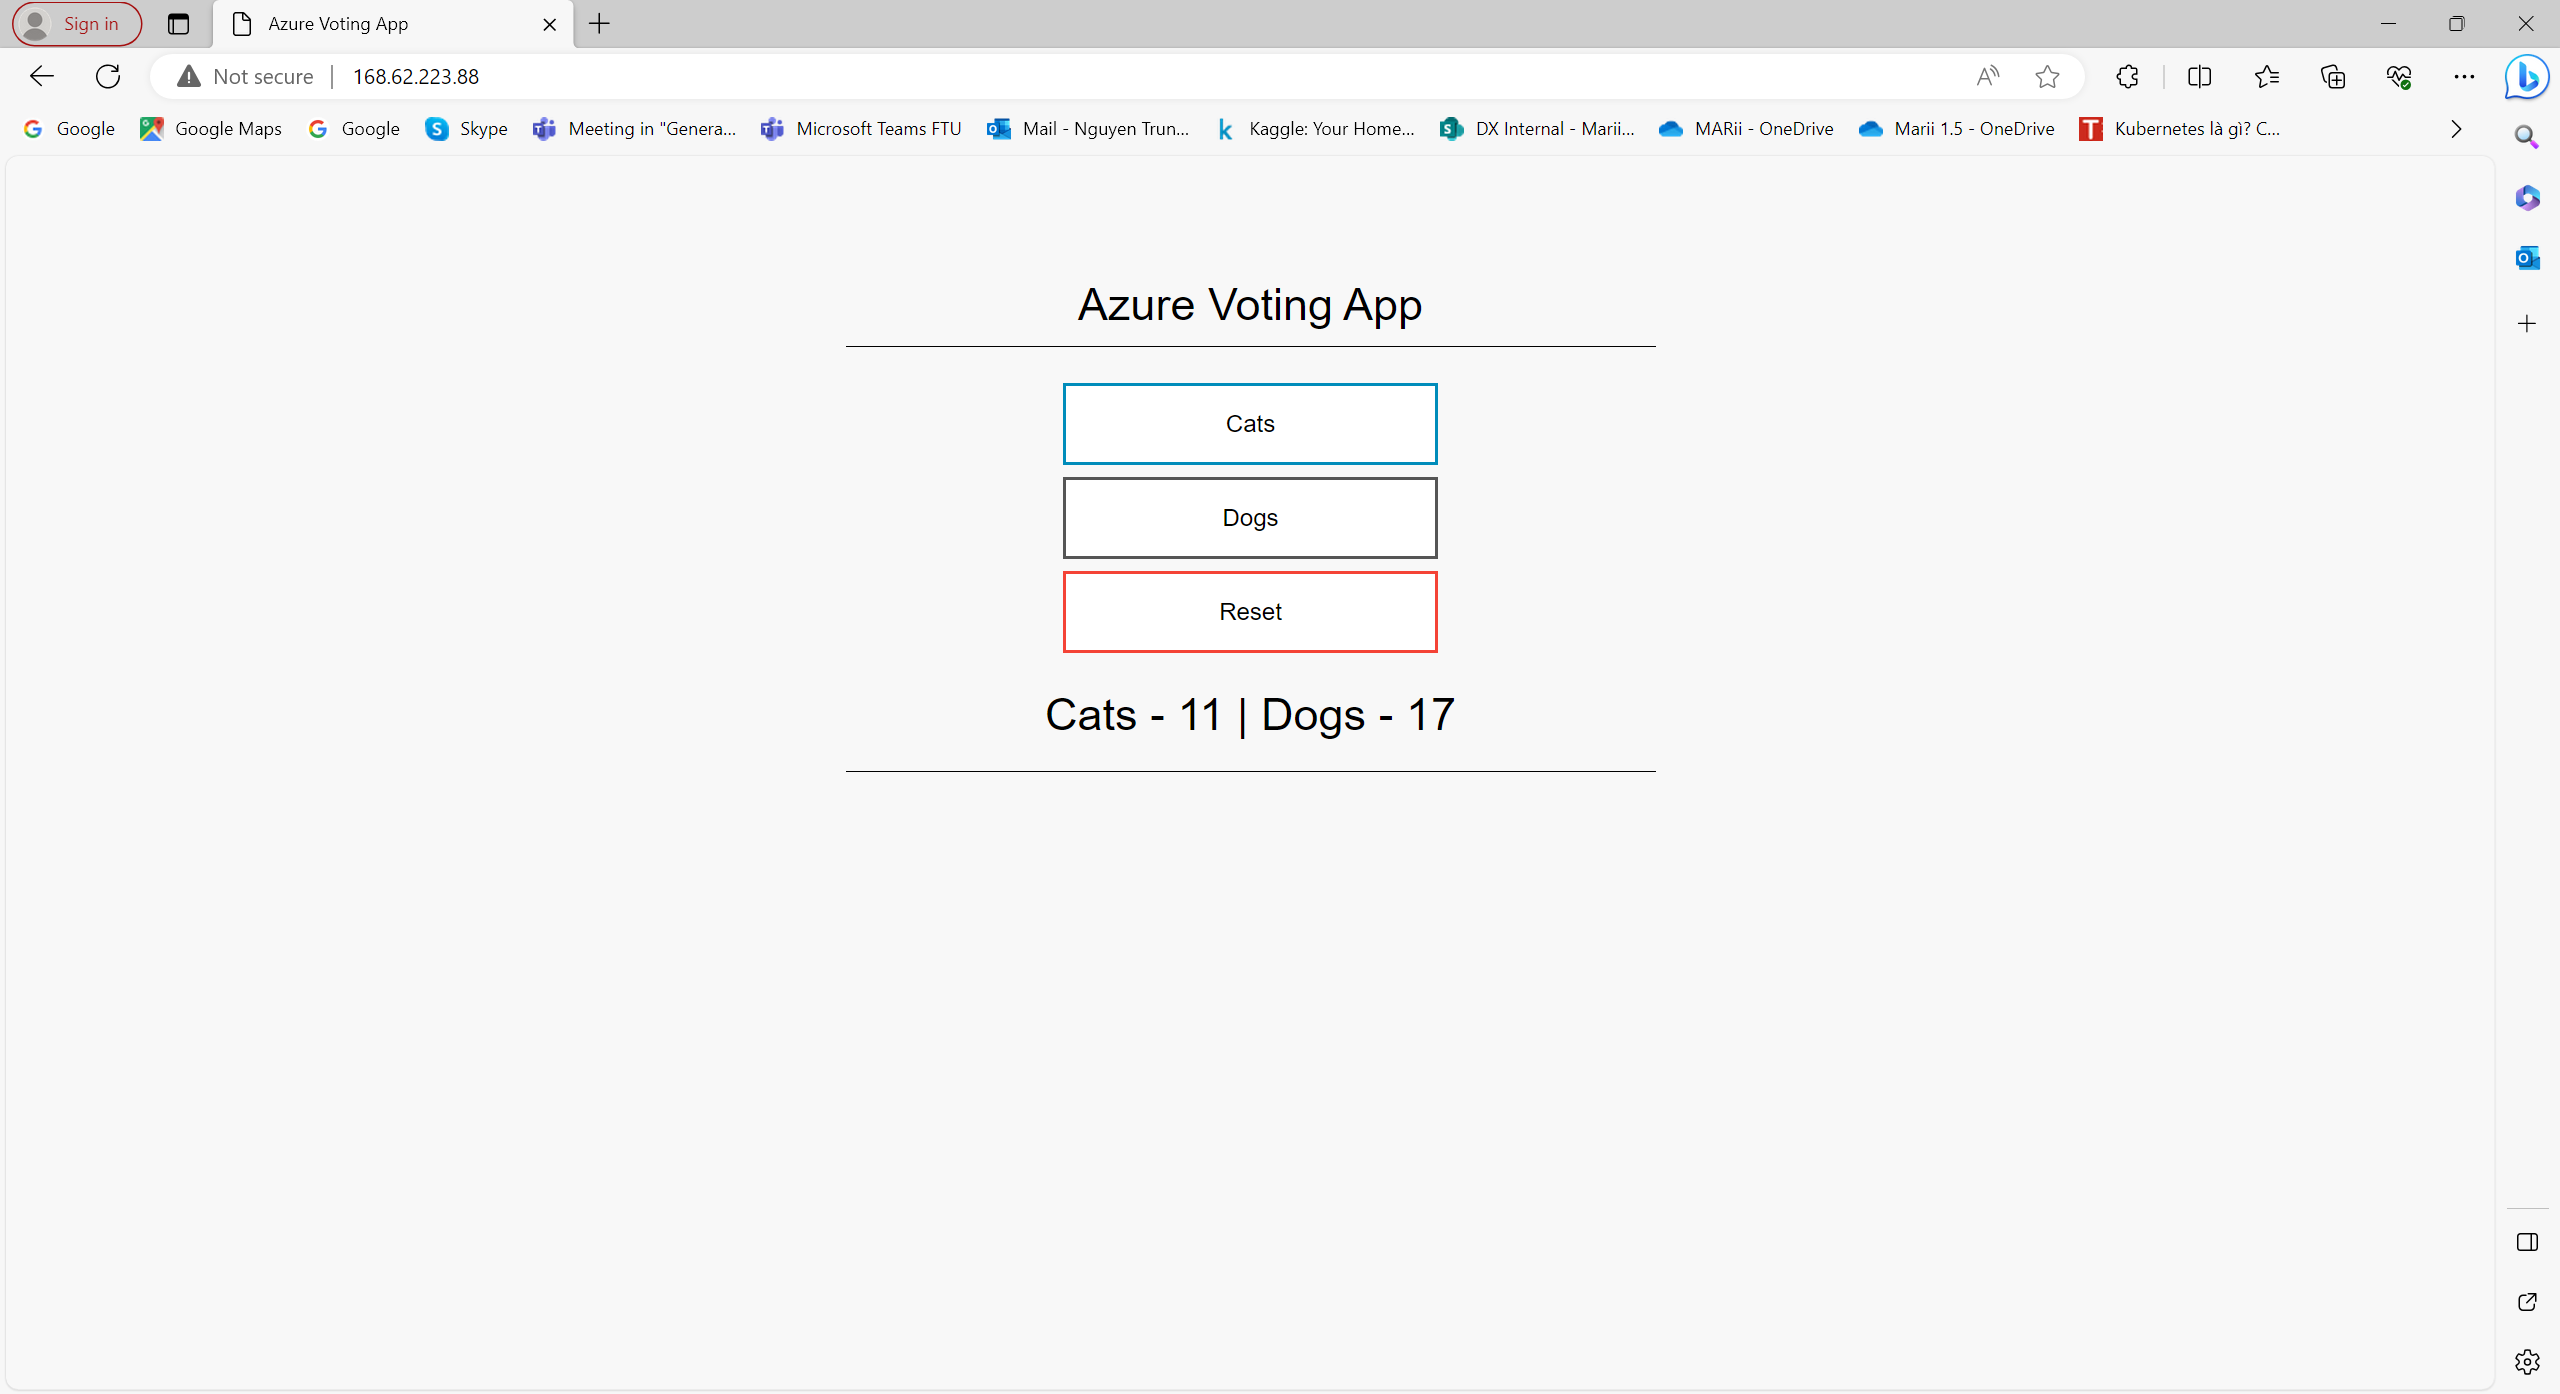 Sign in
Azure Voting App
Not secure
168.62.223.88
Google
Google Maps
Google
Skype
Meeting in "Genera...
Microsoft Teams FTU
Mail - Nguyen Trun...
Kaggle: Your Home...
DX Internal - Marii...
MARii - OneDrive
Marii 1.5 - OneDrive
Kubernetes là gì? C...
Azure Voting App
Cats
Dogs
Reset
Cats - 11 | Dogs - 17